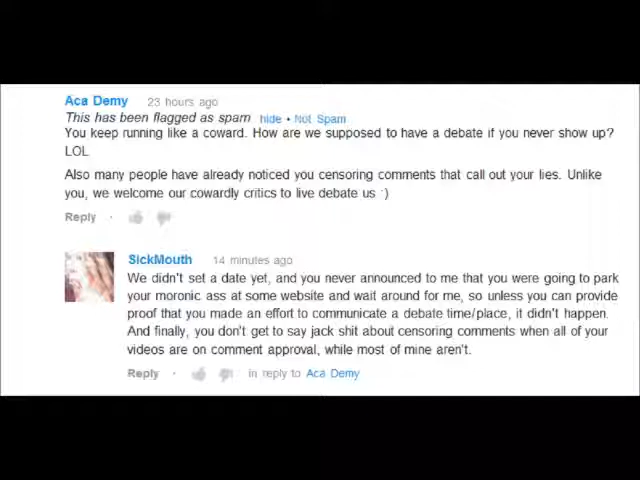 Aca Demy 23 hours ago
This has been flagged as spam hide • Not Spam
You keep running like a coward. How are we supposed to have a debate if you never show up?
LOL
Also many people have already noticed you censoring comments that call out your lies. Unlike
you, we welcome our cowardly critics to live debate us :)
Reply ·
SickMouth 14 minutes ago
We didn't set a date yet, and you never announced to me that you were going to park
your moronic ass at some website and wait around for me, so unless you can provide
proof that you made an effort to communicate a debate time/place, it didn't happen.
And finally, you don't get to say jack shit about censoring comments when all of your
videos are on comment approval, while most of mine aren't.
Reply · in reply to Aca Demy